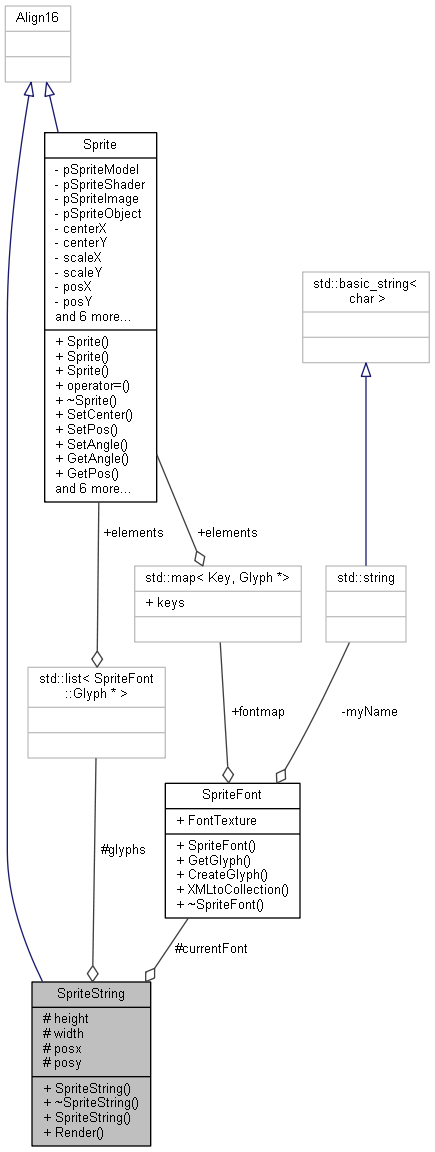 Align16
Sprite
- pSpriteModel
- pSpriteShader
- pSpriteImage
- pSpriteObject
- centerX
- centerY
- scaleX
- scaleY
- posX
- posY
and 6 more...
+ Sprite()
+ Sprite()
+ Sprite()
+ operator=()
+ ~Sprite()
+ SetCenter()
+ SetPos()
+ SetAngle()
+ GetAngle()
+ GetPos()
and 6 more...
std::basic_string<
char >
+elements
+elements
std::map< Key, Glyph *>
+ keys
std::string
std::list< SpriteFont
::Glyph * >
+fontmap
-myName
SpriteFont
+ FontTexture
+ SpriteFont()
+ GetGlyph()
+ CreateGlyph()
+ XMLtoCollection()
+ ~SpriteFont()
#glyphs
#currentFont
SpriteString
# height
# width
# posx
# posy
+ SpriteString()
+ ~SpriteString()
+ SpriteString()
+ Render()